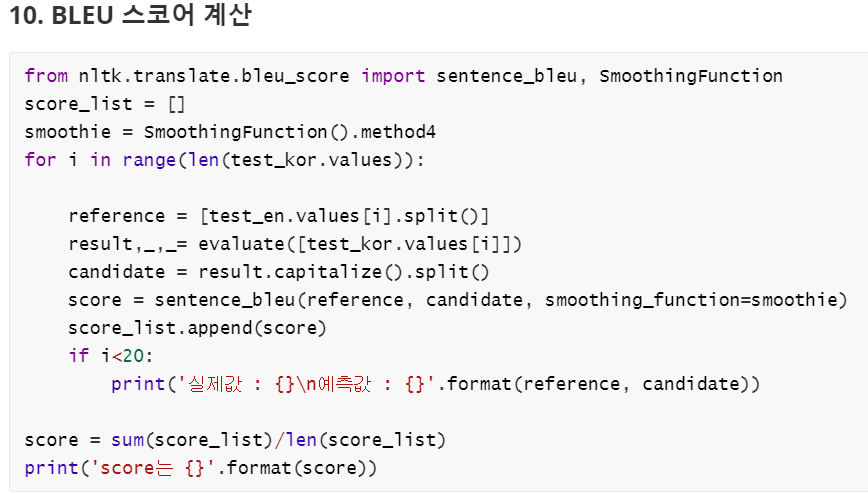 10. BLEU 스코어 계산
from nltk.translate.bleu_score import sentence_bleu, SmoothingFunction
score_list = []
smoothie = SmoothingFunction().method4
for i in range(len(test_kor.values)):
    reference = [test_en.values[i].split()]
    result,_,_= evaluate([test_kor.values[i]])
    candidate = result.capitalize().split()
    score = sentence_bleu(reference, candidate, smoothing_function=smoothie)
    score_list.append(score)
    if i<20:
        print('실제값 : {}\n예측값 : {}'.format(reference, candidate))
score = sum(score_list)/len(score_list)
print('score는 {}'.format(score))